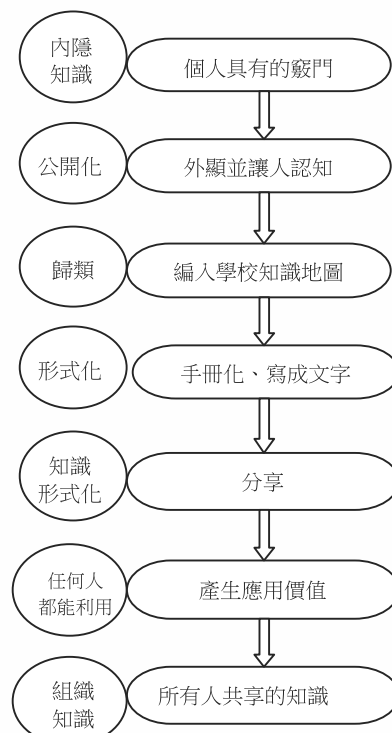 內隱
知識
個人具有的竅門
公開化
外顯並讓人認知
歸類
編入學校知識地圖
形式化
手冊化、寫成文字
知識
形式化
分享
任何人
都能利用
產生應用價值
組織
知識
所有人共享的知識